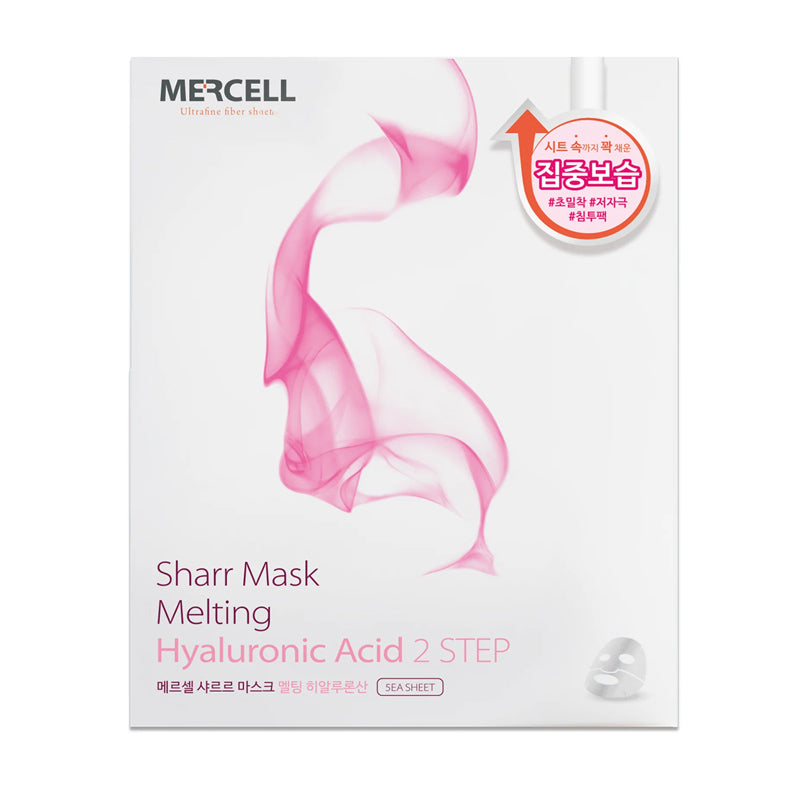 MERCELL
Ultrafine fiber sheet
시트 속까지 꽉 채운
집중보습
#초밀착 #저자극
#침투팩
Sharr Mask
Melting
Hyaluronic Acid 2 STEP
메르셀 샤르르 마스크 멜팅 히알루론산 5EA SHEET